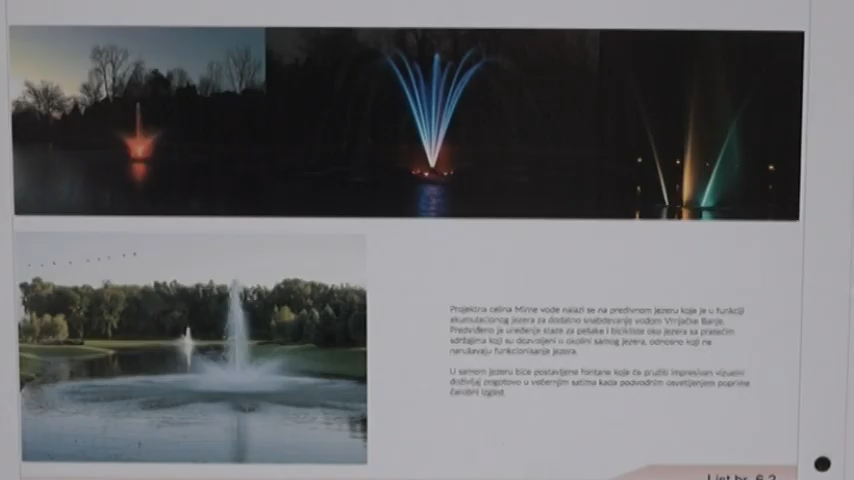 Projektna celina Mirne vode nalazi se na predivnom jezeru koje je u funkciji
akumulacionog jezera za dodatno snabdevanje vodom Vrnjačke Banje.
Predviđeno je uređenje staze za pešake i bicikliste oko jezera sa pratećim
sadržajima koji su dozvoljeni u okolini samog jezera, odnosno koji ne
narušavaju funkcionisanje jezera.
U samom jezeru biće postavljene fontane koje će pružiti impresivan vizuelni
doživljaj pogotovo u večernjim satima kada podvodnim osvetljenjem poprime
čarobni izgled.
List br. 6.2